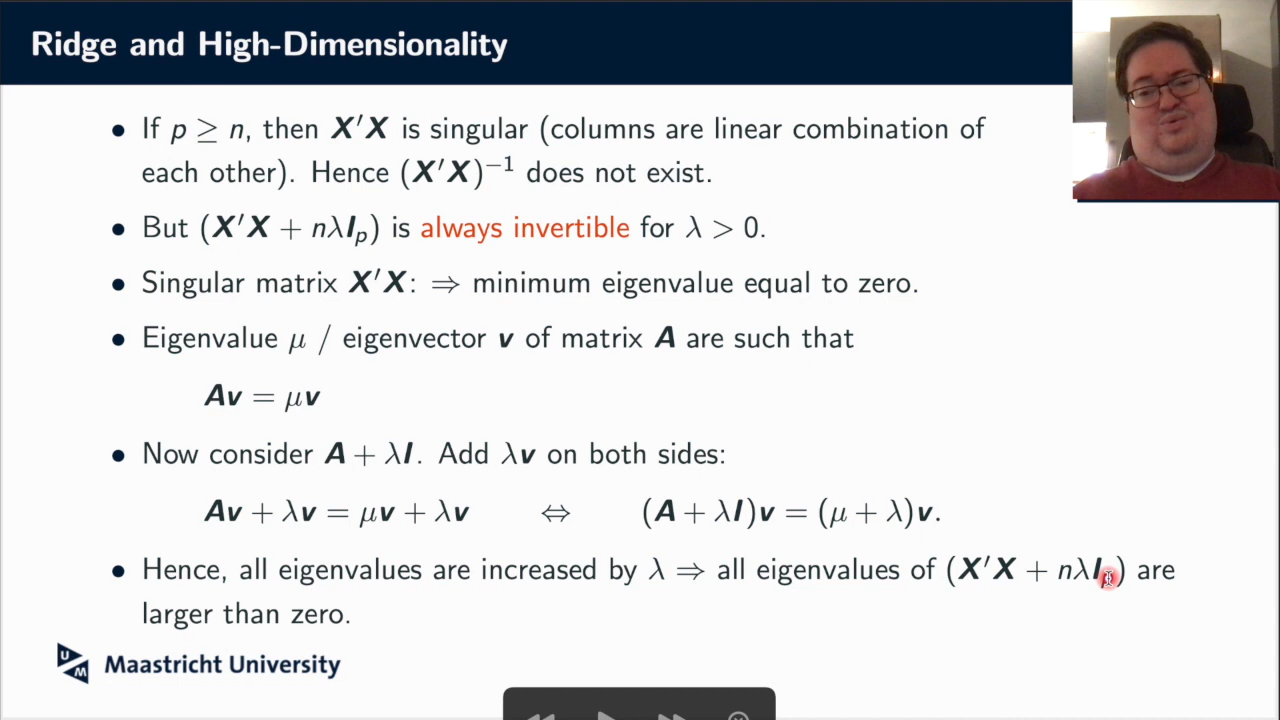 Ridge and High-Dimensionality
• If p ≥ n, then X′X is singular (columns are linear combination of
each other). Hence (X′X)⁻¹ does not exist.
• But (X′X + nλIₚ) is always invertible for λ > 0.
• Singular matrix X′X: ⇒ minimum eigenvalue equal to zero.
• Eigenvalue μ / eigenvector v of matrix A are such that
Av = μv
• Now consider A + λI. Add λv on both sides:
Av + λv = μv + λv ⇔ (A + λI)v = (μ + λ)v.
• Hence, all eigenvalues are increased by λ ⇒ all eigenvalues of (X′X + nλIₚ) are
larger than zero.
UM Maastricht University